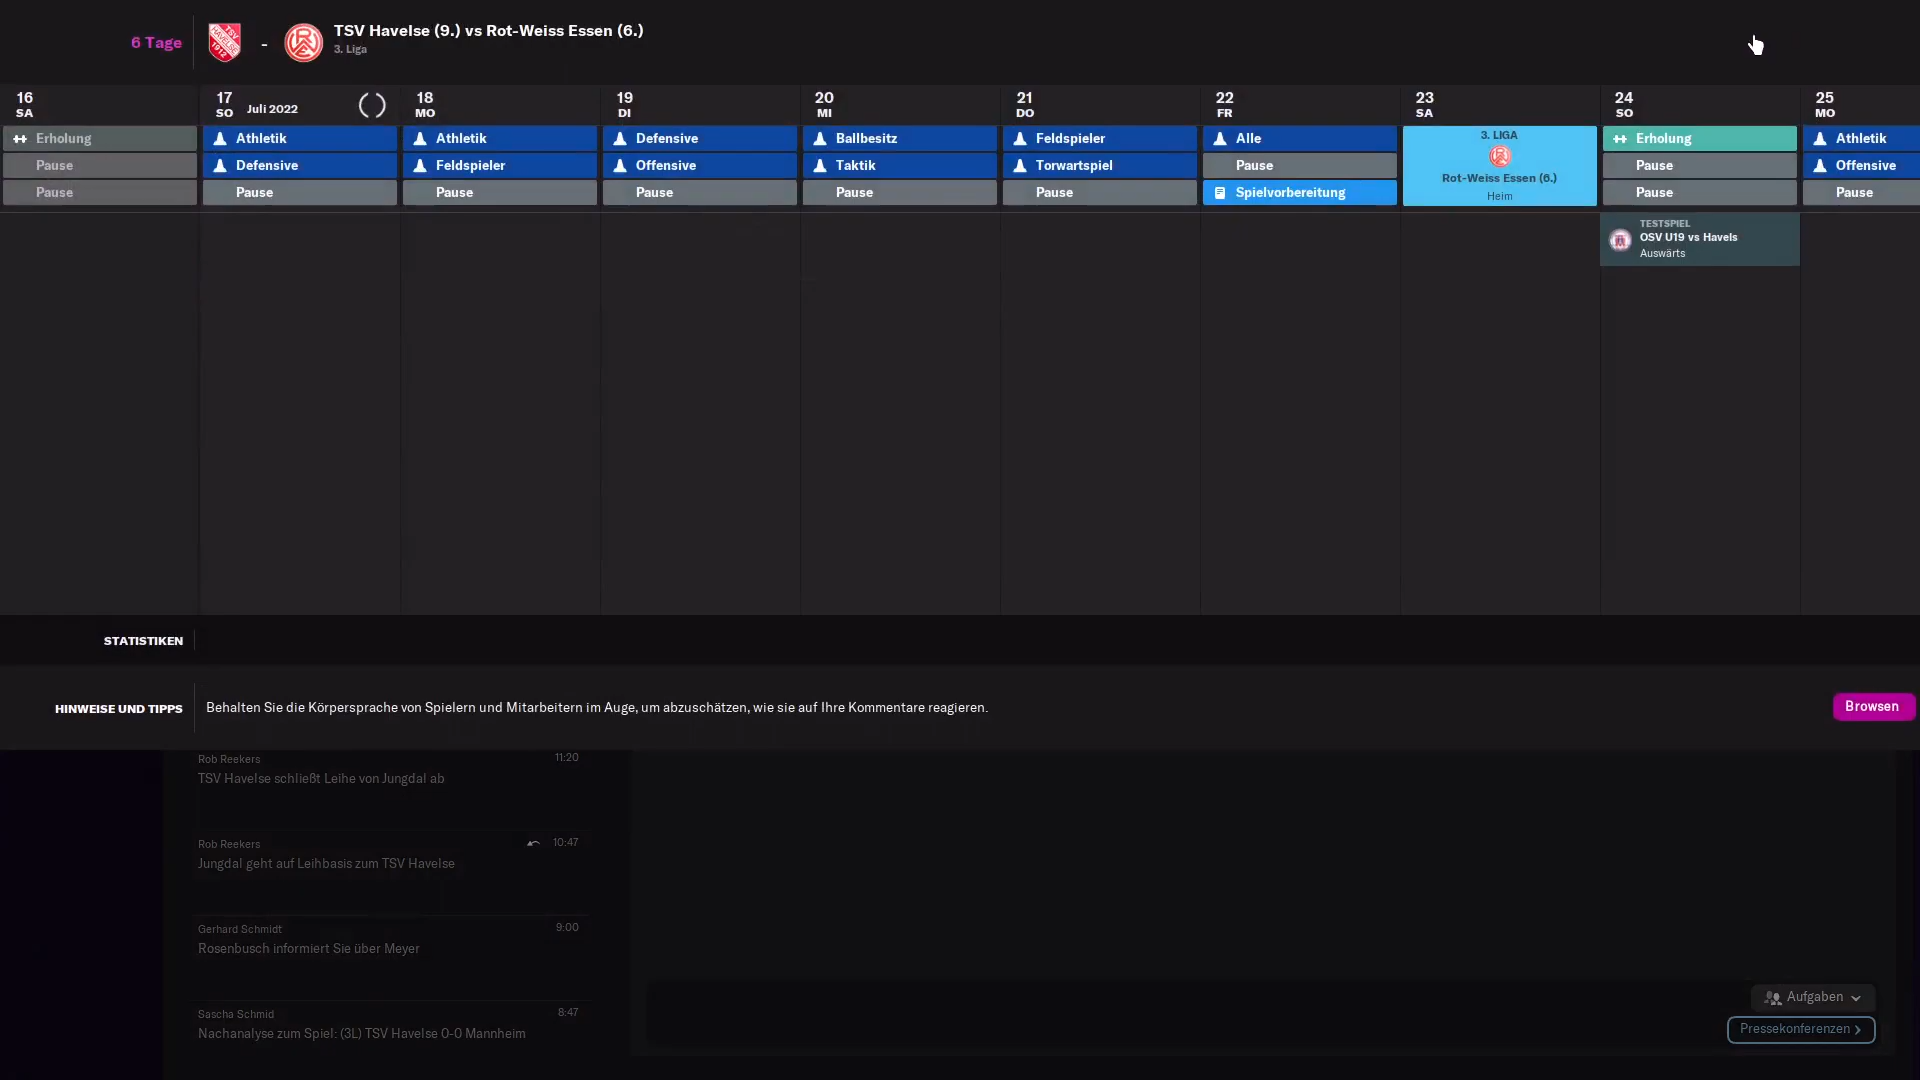 6 Tage
-
TSV Havelse (9.) vs Rot-Weiss Essen (6.)
3. Liga
16
SA
17
SO Juli 2022
18
MO
19
DI
20
MI
21
DO
22
FR
23
SA
24
SO
25
MO
Erholung
Pause
Pause
Athletik
Defensive
Pause
Athletik
Feldspieler
Pause
Defensive
Offensive
Pause
Ballbesitz
Taktik
Pause
Feldspieler
Torwartspiel
Pause
Alle
Pause
Spielvorbereitung
3. LIGA
Rot-Weiss Essen (6.)
Heim
Erholung
Pause
Pause
Athletik
Offensive
Pause
TESTSPIEL
OSV U19 vs Havels
Auswärts
STATISTIKEN
HINWEISE UND TIPPS
Behalten Sie die Körpersprache von Spielern und Mitarbeitern im Auge, um abzuschätzen, wie sie auf Ihre Kommentare reagieren.
Browsen
Rob Reekers 11:20
TSV Havelse schließt Leihe von Jungdal ab
Rob Reekers 10:47
Jungdal geht auf Leihbasis zum TSV Havelse
Gerhard Schmidt 9:00
Rosenbusch informiert Sie über Meyer
Sascha Schmid 8:47
Nachanalyse zum Spiel: (3L) TSV Havelse 0-0 Mannheim
Aufgaben
Pressekonferenzen